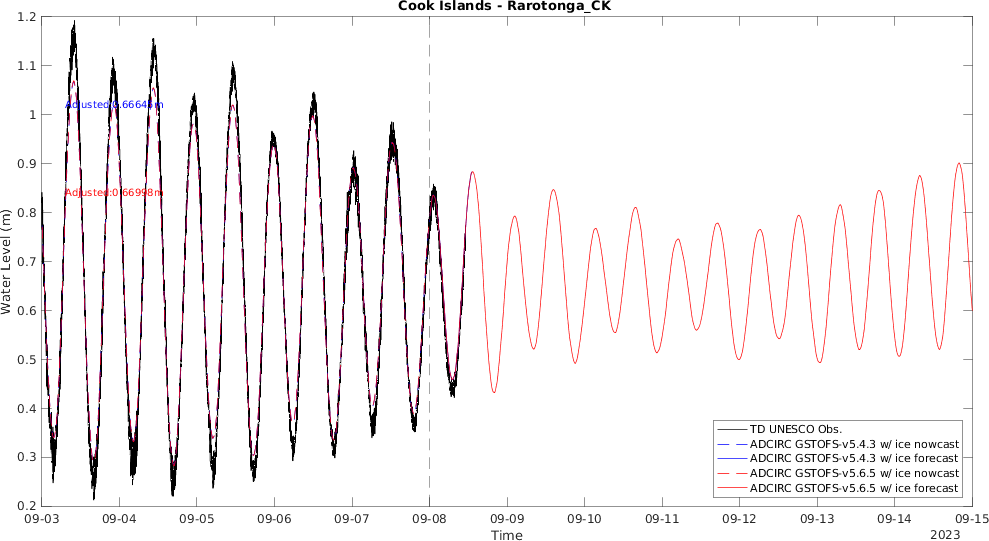 Cook Islands - Rarotonga_CK
Water Level (m)
1.2
1.1
1
0.9
0.8
0.7
0.6
0.5
0.4
0.3
0.2
Adjusted:0.66645m
Adjusted:0.66998m
TD UNESCO Obs.
ADCIRC GSTOFS-v5.4.3 w/ ice nowcast
ADCIRC GSTOFS-v5.4.3 w/ ice forecast
ADCIRC GSTOFS-v5.6.5 w/ ice nowcast
ADCIRC GSTOFS-v5.6.5 w/ ice forecast
09-03 09-04 09-05 09-06 09-07 09-08 09-09 09-10 09-11 09-12 09-13 09-14 09-15
Time
2023